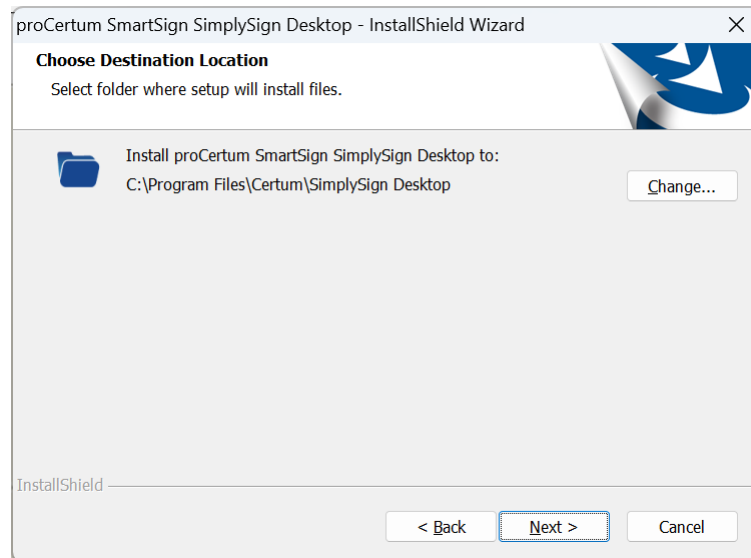 proCertum SmartSign SimplySign Desktop - InstallShield Wizard
Choose Destination Location
Select folder where setup will install files.
Install proCertum SmartSign SimplySign Desktop to:
C:\Program Files\Certum\SimplySign Desktop
Change...
InstallShield
< Back
Next >
Cancel